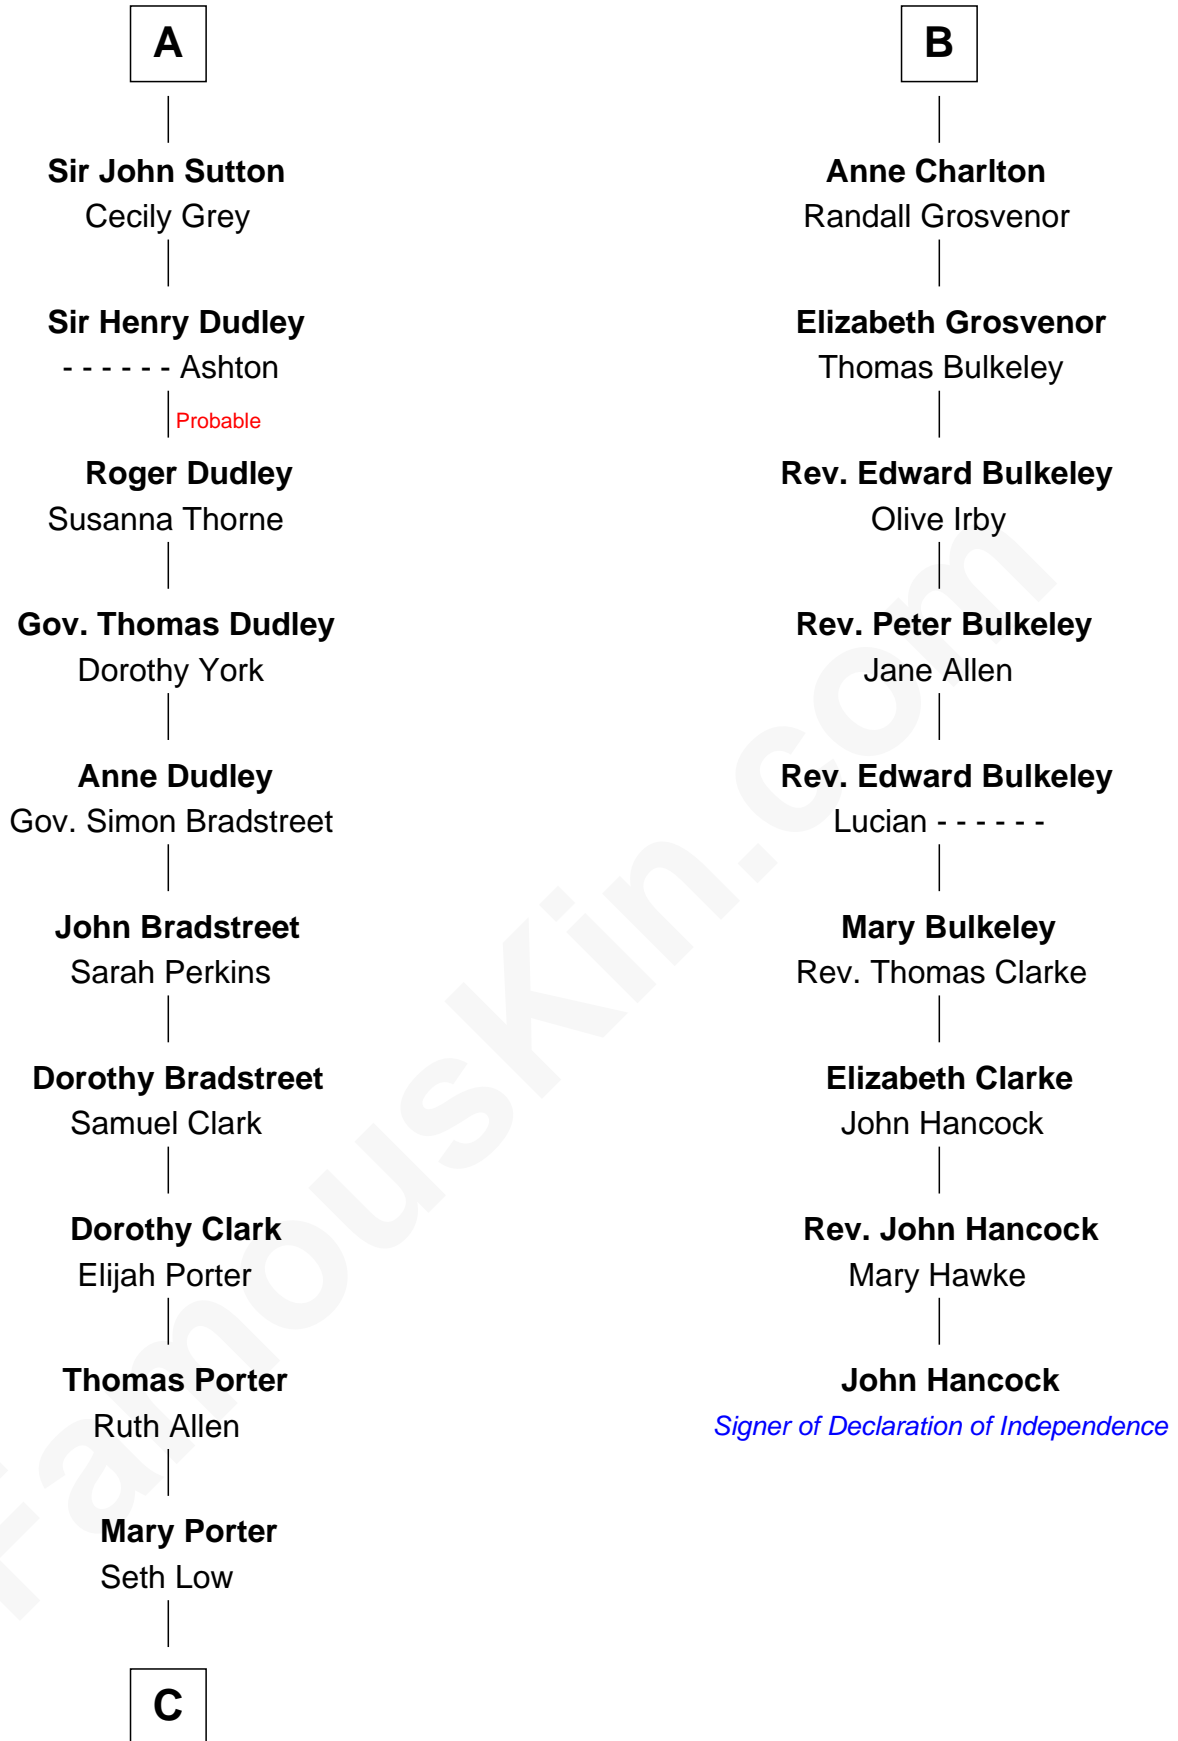 A
Sir John Sutton
Cecily Grey
Sir Henry Dudley
- - - - - - Ashton
Probable
Roger Dudley
Susanna Thorne
Gov. Thomas Dudley
Dorothy York
Anne Dudley
Gov. Simon Bradstreet
John Bradstreet
Sarah Perkins
Dorothy Bradstreet
Samuel Clark
Dorothy Clark
Elijah Porter
Thomas Porter
Ruth Allen
Mary Porter
Seth Low
C
B
Anne Charlton
Randall Grosvenor
Elizabeth Grosvenor
Thomas Bulkeley
Rev. Edward Bulkeley
Olive Irby
Rev. Peter Bulkeley
Jane Allen
Rev. Edward Bulkeley
Lucian - - - - - -
Mary Bulkeley
Rev. Thomas Clarke
Elizabeth Clarke
John Hancock
Rev. John Hancock
Mary Hawke
John Hancock
Signer of Declaration of Independence
FamousKin.com